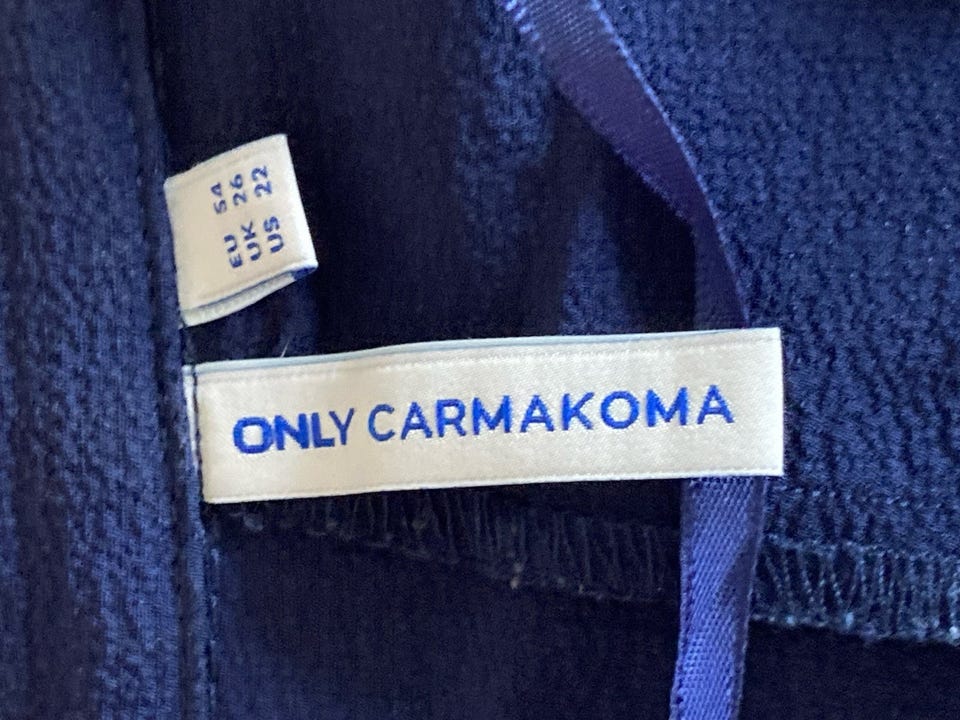 EU 54
UK 26
US 22
ONLY CARMAKOMA